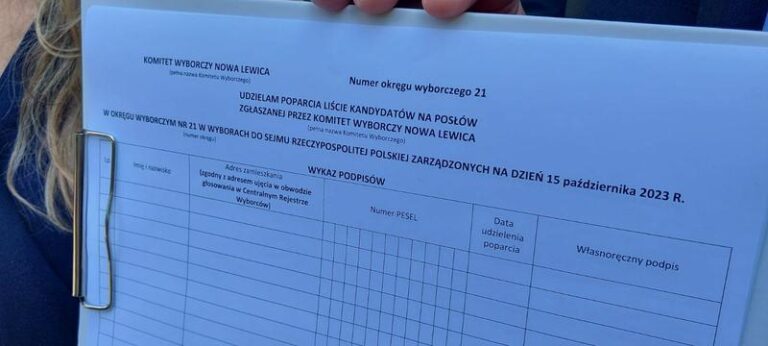 KOMITET WYBORCZY NOWA LEWICA
(pełna nazwa Komitetu Wyborczego)
Numer okręgu wyborczego 21
UDZIELAM POPARCIA LIŚCIE KANDYDATÓW NA POSŁÓW
ZGŁASZANEJ PRZEZ KOMITET WYBORCZY NOWA LEWICA
(pełna nazwa Komitetu Wyborczego)
W OKRĘGU WYBORCZYM NR 21 W WYBORACH DO SEJMU RZECZYPOSPOLITEJ POLSKIEJ ZARZĄDZONYCH NA DZIEŃ 15 października 2023 R.
(numer okręgu)
WYKAZ PODPISÓW
Imię i nazwisko
Adres zamieszkania
(zgodny z adresem ujęcia w obwodzie
głosowania w Centralnym Rejestrze
Wyborców)
Numer PESEL
Data
udzielenia
poparcia
Własnoręczny podpis